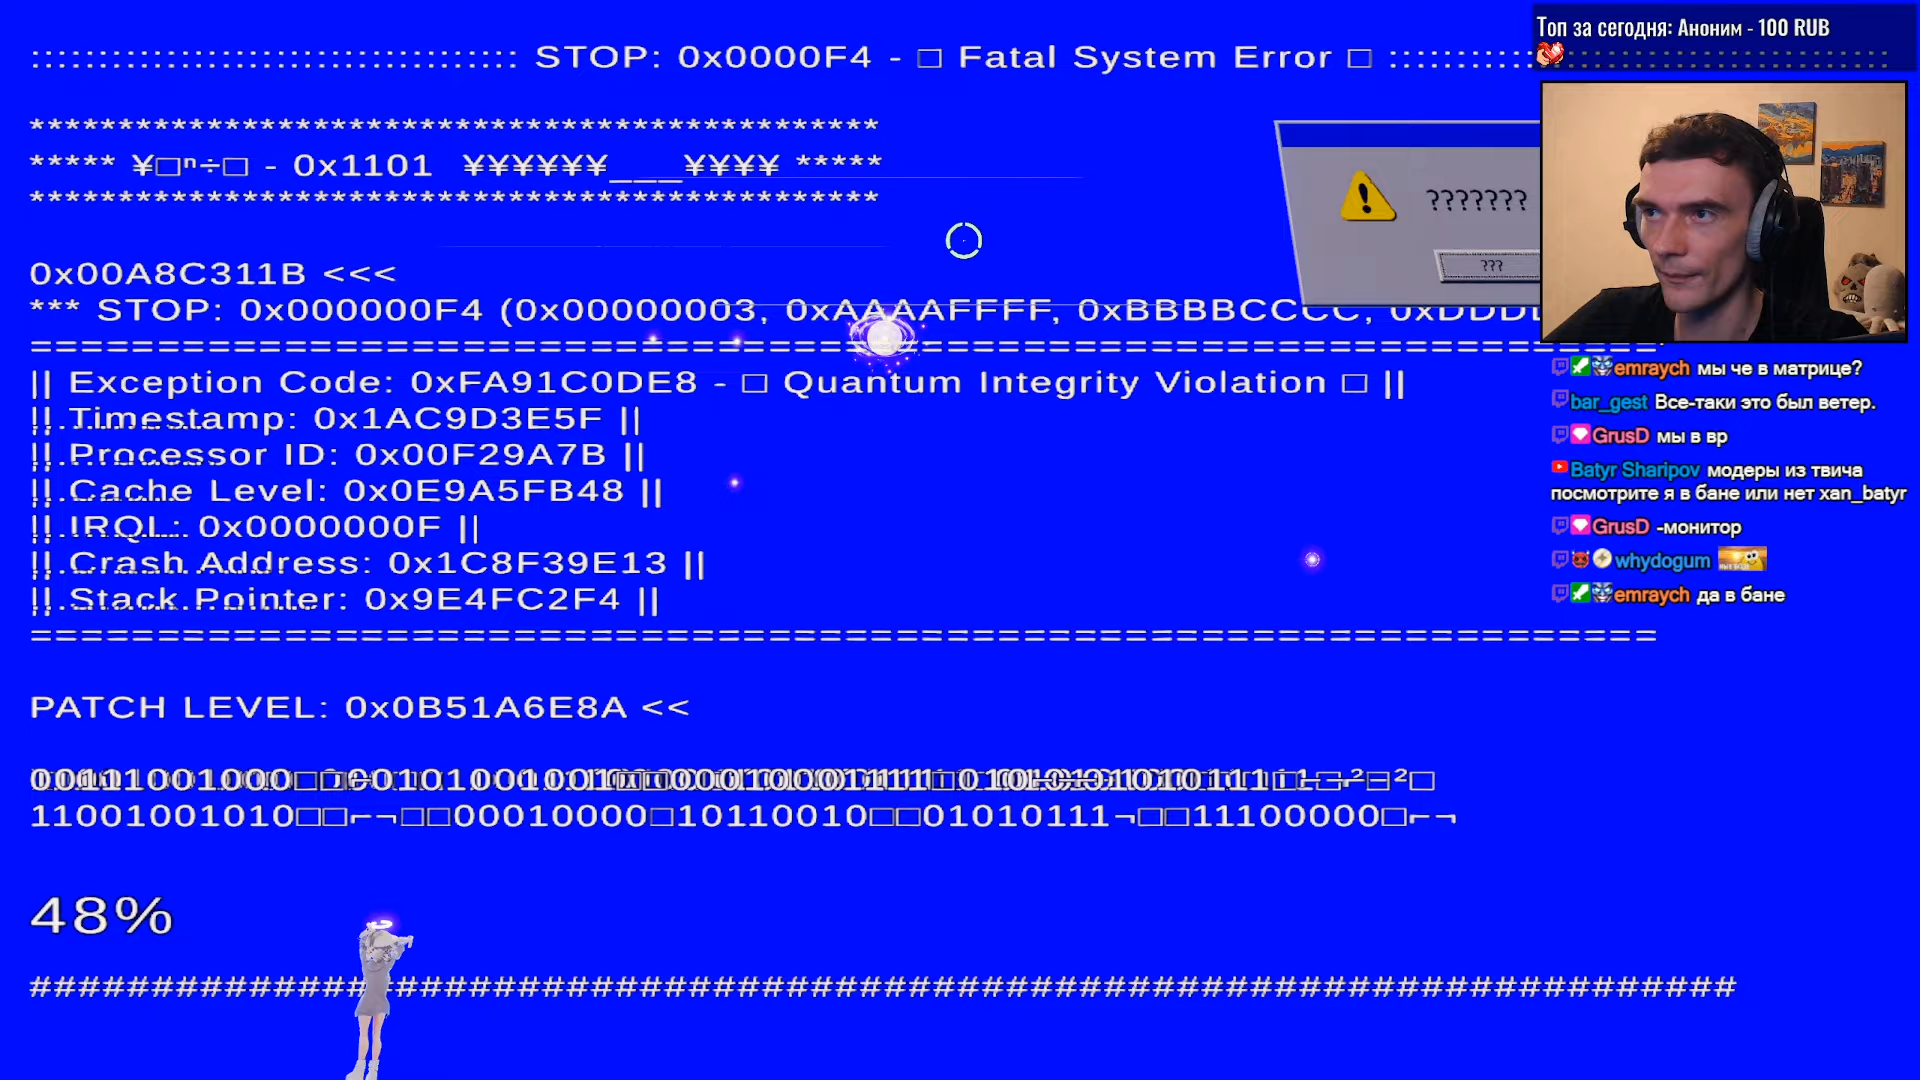 :::::::::::::::::::::::::::::::::::: STOP: 0x0000F4 - □ Fatal System Error □ ::::::::::::::::::::::::::::::::::::
Топ за сегодня: Аноним - 100 RUB
***********************************************
***** ¥□ⁿ÷□ - 0x1101 ¥¥¥¥¥¥___¥¥¥¥ *****
***********************************************
???????
???
0x00A8C311B <<<
*** STOP: 0x000000F4 (0x00000003, 0xAAAAFFFF, 0xBBBBCCCC,
====================================================================
|| Exception Code: 0xFA91C0DE8 - □ Quantum Integrity Violation □ ||
||.Timestamp: 0x1AC9D3E5F ||
||.Processor ID: 0x00F29A7B ||
||.Cache Level: 0x0E9A5FB48 ||
||.IRQL: 0x0000000F ||
||.Crash Address: 0x1C8F39E13 ||
||.Stack.Pointer: 0x9E4FC2F4 ||
====================================================================
PATCH LEVEL: 0x0B51A6E8A <<
11001001010□□⌐¬□□00010000□10110010□□01010111¬□□11100000□⌐¬
48%
######################################################################
emraych мы че в матрице?
bar_gest Все-таки это был ветер.
GrusD мы в вр
Batyr Sharipov модеры из твича
посмотрите я в бане или нет xan_batyr
GrusD -монитор
whydogum
emraych да в бане